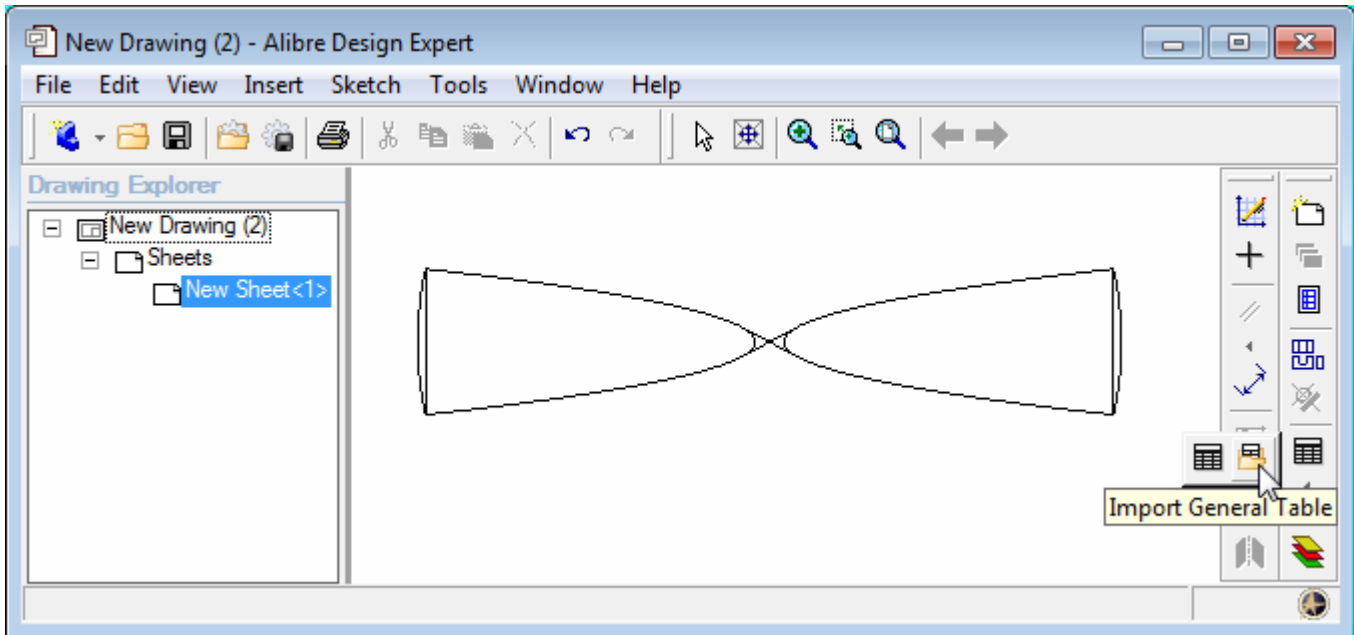 New Drawing (2) - Alibre Design Expert
File Edit View Insert Sketch Tools Window Help
Drawing Explorer
New Drawing (2)
Sheets
New Sheet<1>
Import General Table